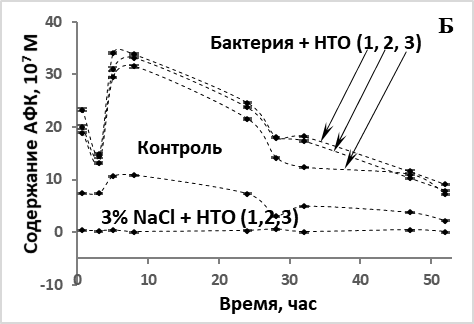 Б
Бактерия + НТО (1, 2, 3)
Контроль
3% NaCl + НТО (1,2,3)
Содержание АФК, 10⁷ М
40
30
20
10
0
-10
0
10
20
30
40
50
Время, час